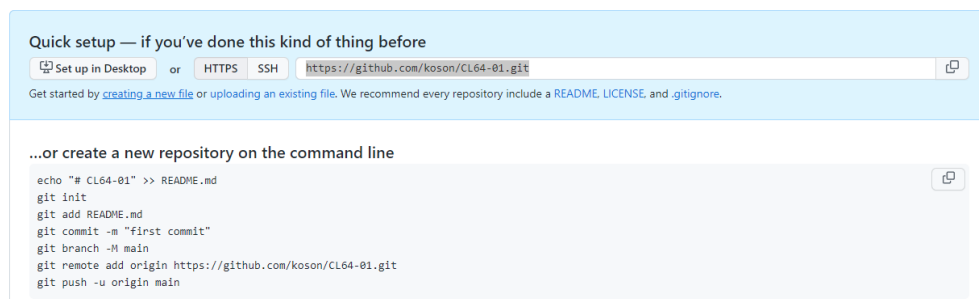 Quick setup — if you've done this kind of thing before
Set up in Desktop or HTTPS SSH https://github.com/koson/CL64-01.git
Get started by creating a new file or uploading an existing file. We recommend every repository include a README, LICENSE, and .gitignore.
...or create a new repository on the command line
echo "# CL64-01" >> README.md
git init
git add README.md
git commit -m "first commit"
git branch -M main
git remote add origin https://github.com/koson/CL64-01.git
git push -u origin main